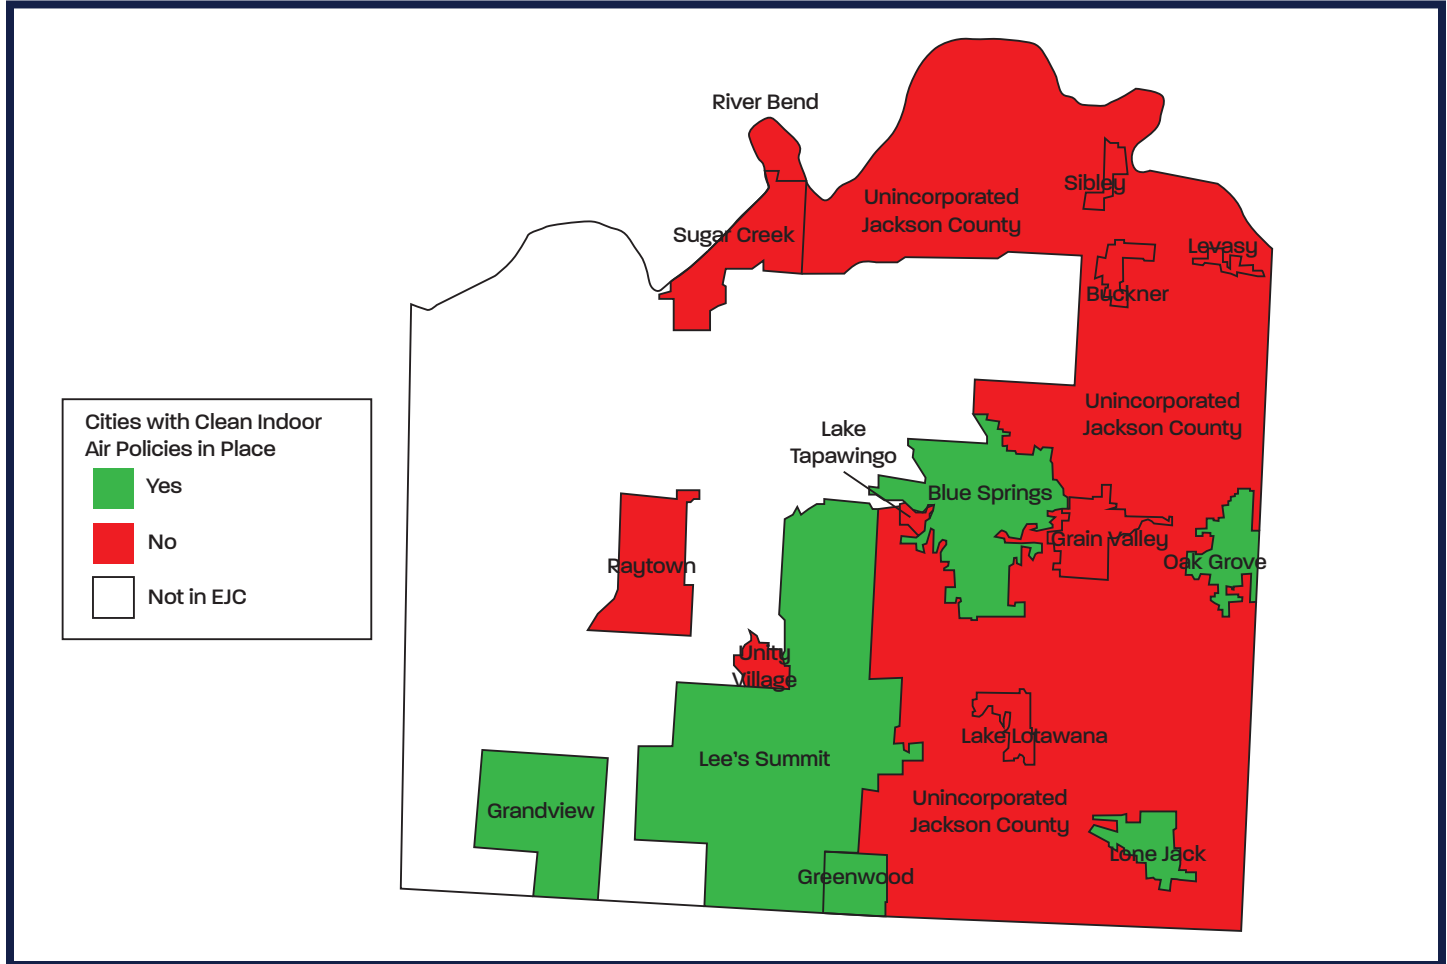 River Bend
Sibley
Unincorporated
Jackson County
Sugar Creek
Levasy
Buckner
Unincorporated
Jackson County
Cities with Clean Indoor
Air Policies in Place
Yes
No
Not in EJC
Lake
Tapawingo
Blue Springs
Grain Valley
Oak Grove
Raytown
Unity
Village
Lake Lotawana
Lee's Summit
Unincorporated
Jackson County
Grandview
Lone Jack
Greenwood